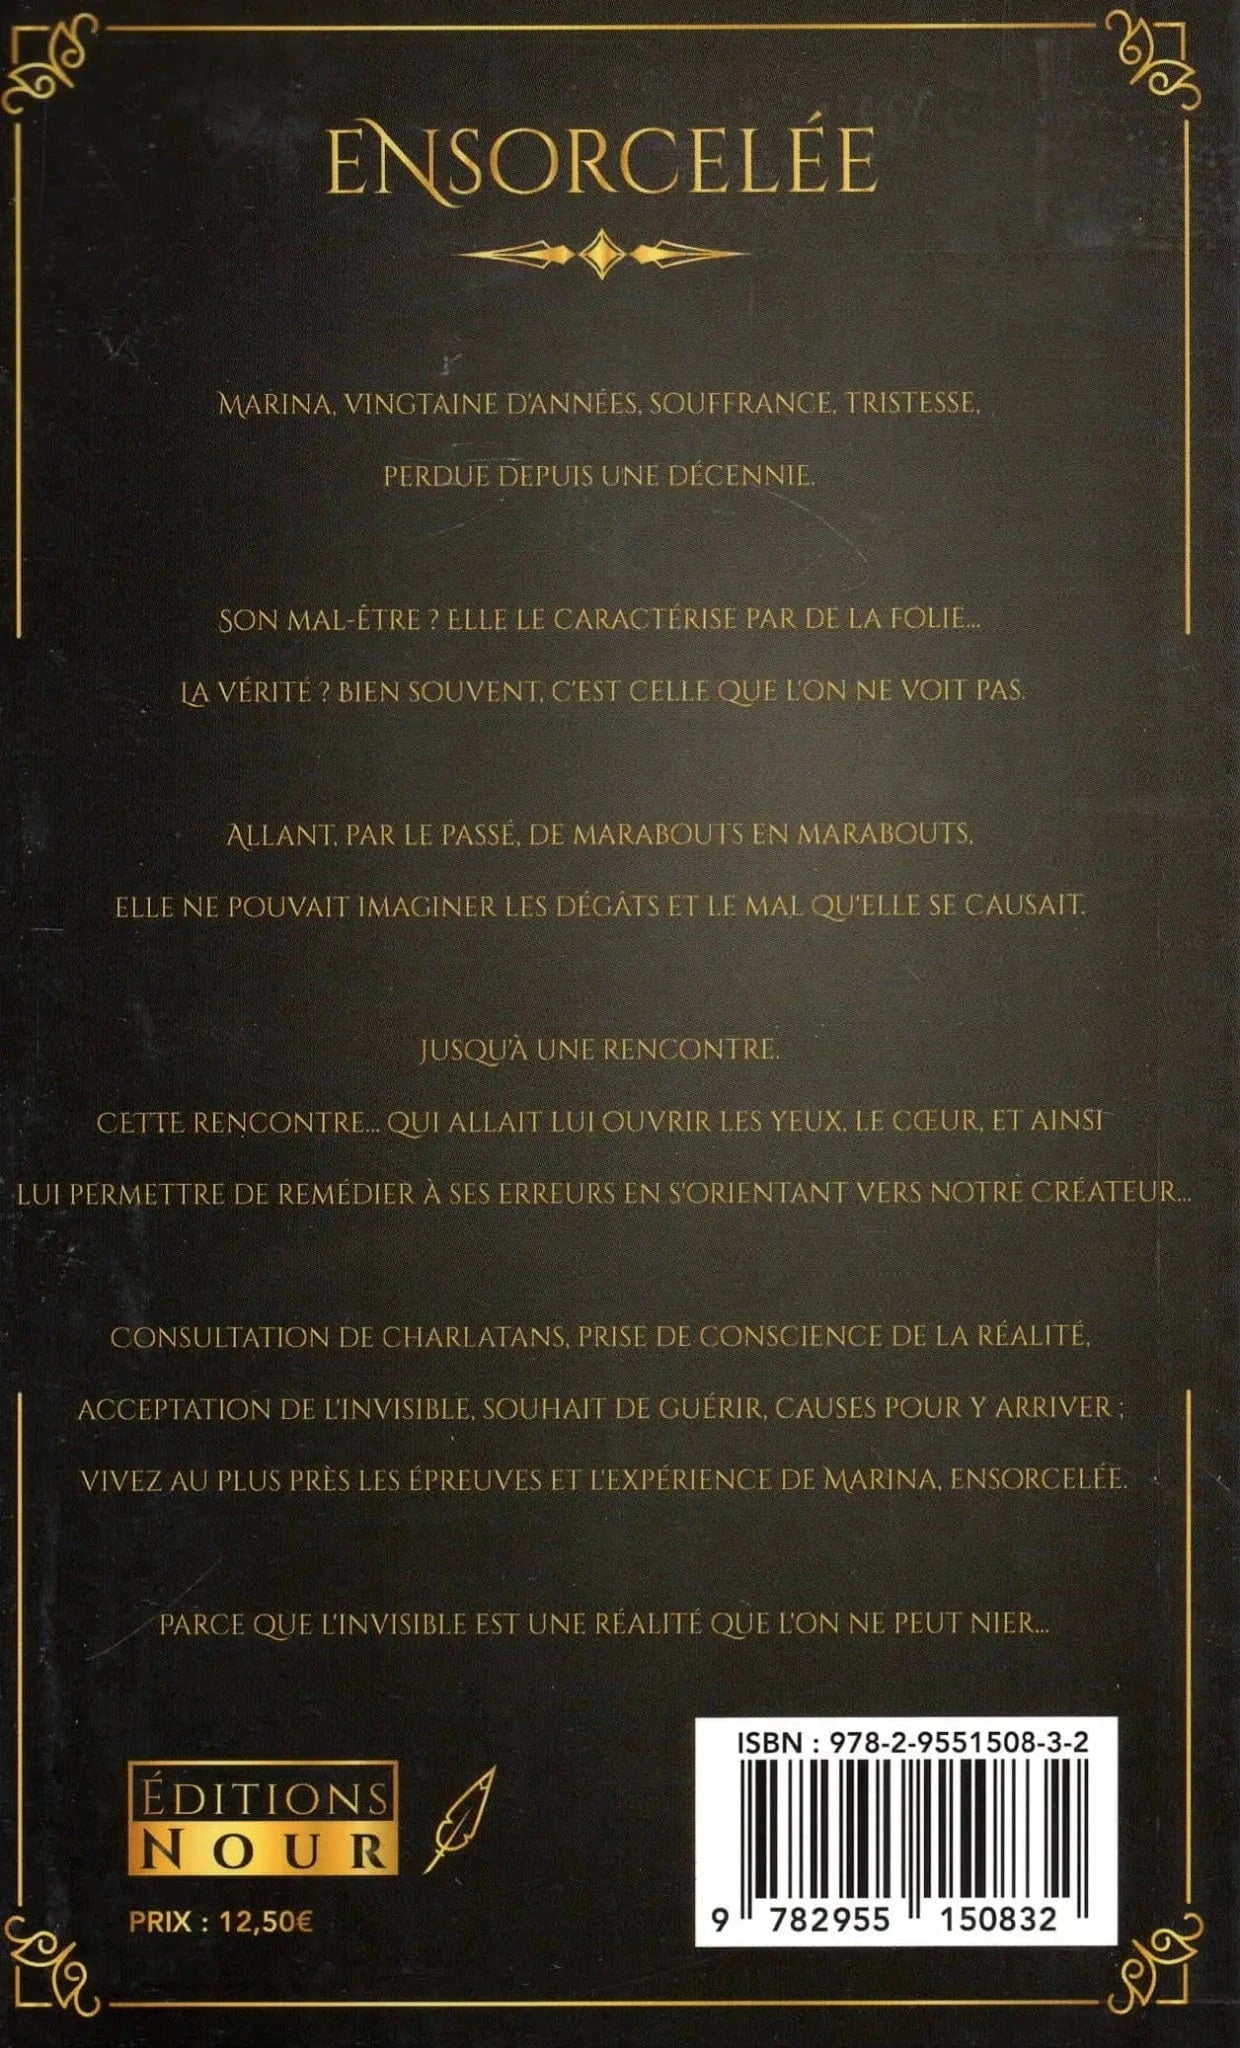 ENSORCELÉE
MARINA, VINGTAINE D'ANNÉES, SOUFFRANCE, TRISTESSE,
PERDUE DEPUIS UNE DÉCENNIE.
SON MAL-ÊTRE ? ELLE LE CARACTÉRISE PAR DE LA FOLIE...
LA VÉRITÉ ? BIEN SOUVENT, C'EST CELLE QUE L'ON NE VOIT PAS.
ALLANT, PAR LE PASSÉ, DE MARABOUTS EN MARABOUTS,
ELLE NE POUVAIT IMAGINER LES DÉGÂTS ET LE MAL QU'ELLE SE CAUSAIT.
JUSQU'À UNE RENCONTRE.
CETTE RENCONTRE... QUI ALLAIT LUI OUVRIR LES YEUX, LE CŒUR, ET AINSI
LUI PERMETTRE DE REMÉDIER À SES ERREURS EN S'ORIENTANT VERS NOTRE CRÉATEUR...
CONSULTATION DE CHARLATANS, PRISE DE CONSCIENCE DE LA RÉALITÉ,
ACCEPTATION DE L'INVISIBLE, SOUHAIT DE GUÉRIR, CAUSES POUR Y ARRIVER ;
VIVEZ AU PLUS PRÈS LES ÉPREUVES ET L'EXPÉRIENCE DE MARINA, ENSORCELÉE.
PARCE QUE L'INVISIBLE EST UNE RÉALITÉ QUE L'ON NE PEUT NIER...
ÉDITIONS
NOUR
PRIX : 12,50€
ISBN : 978-2-9551508-3-2
9 782955 150832